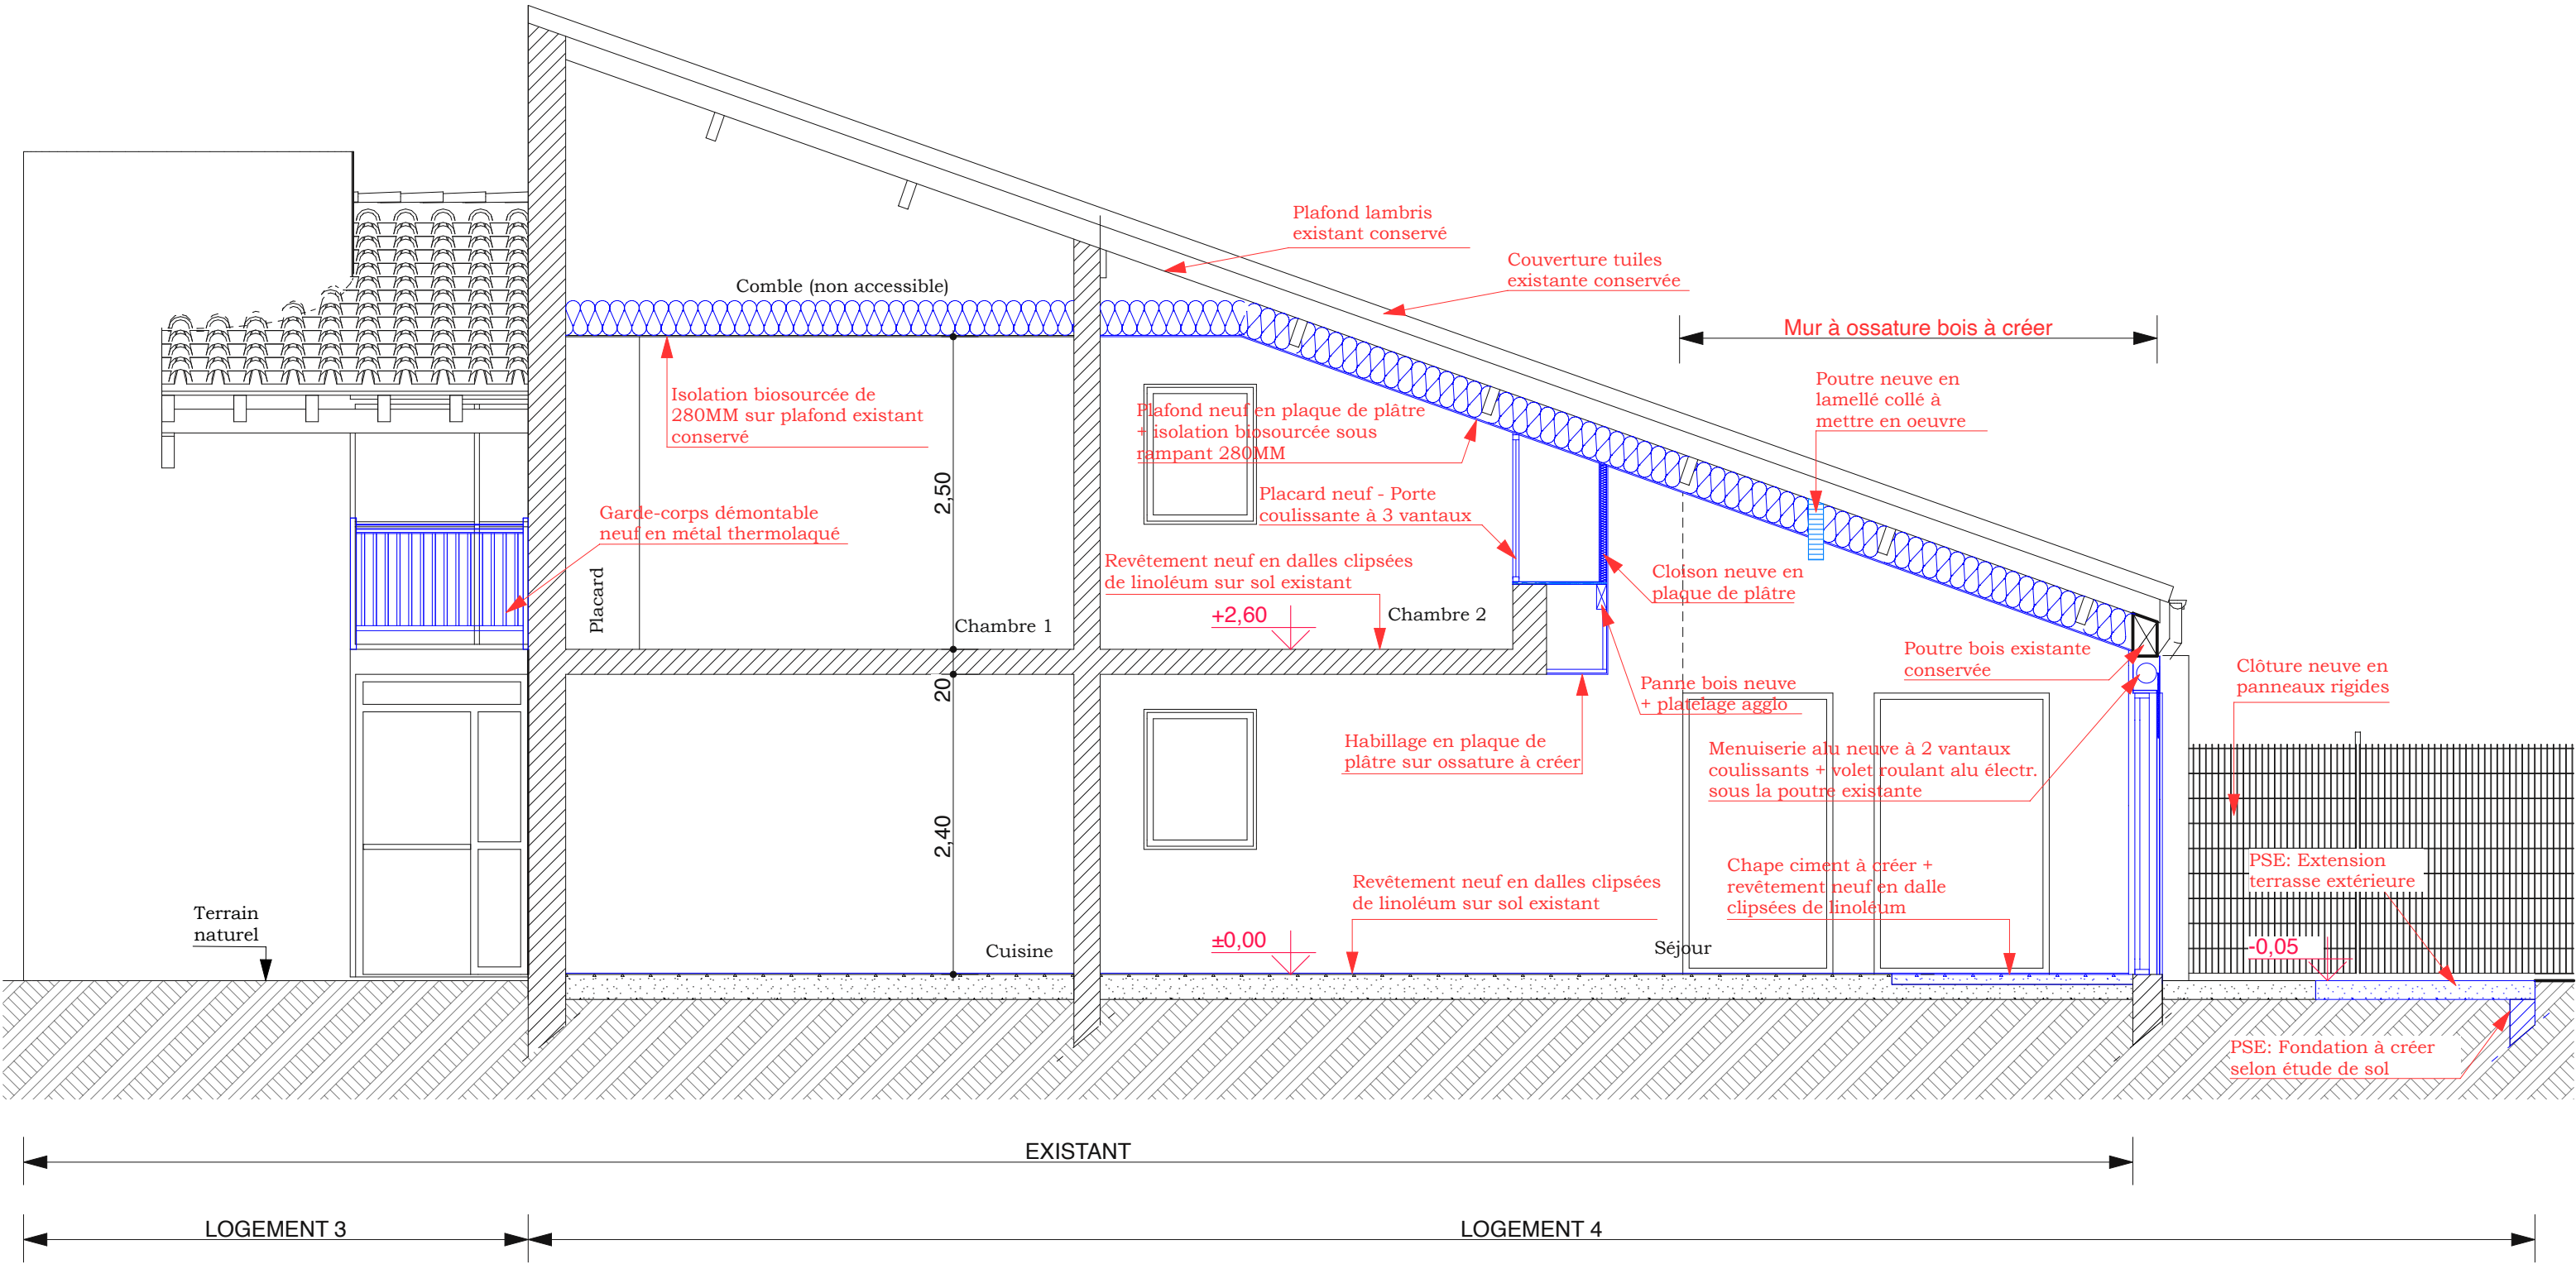 Plafond lambris
existant conservé
Couverture tuiles
existante conservée
Comble (non accessible)
Mur à ossature bois à créer
Isolation biosourcée de
280MM sur plafond existant
conservé
Plafond neuf en plaque de plâtre
+ isolation biosourcée sous
rampant 280MM
Poutre neuve en
lamellé collé à
mettre en oeuvre
2,50
Placard neuf - Porte
coulissante à 3 vantaux
Garde-corps démontable
neuf en métal thermolaqué
Revêtement neuf en dalles clipsées
de linoléum sur sol existant
Cloison neuve en
plaque de plâtre
Placard
Chambre 1
+2,60
Chambre 2
Poutre bois existante
conservée
Clôture neuve en
panneaux rigides
20
Panne bois neuve
+ platelage agglo
Habillage en plaque de
plâtre sur ossature à créer
Menuiserie alu neuve à 2 vantaux
coulissants + volet roulant alu électr.
sous la poutre existante
2,40
Revêtement neuf en dalles clipsées
de linoléum sur sol existant
Chape ciment à créer +
revêtement neuf en dalle
clipsées de linoléum
PSE: Extension
terrasse extérieure
Terrain
naturel
Cuisine
±0,00
Séjour
-0,05
PSE: Fondation à créer
selon étude de sol
EXISTANT
LOGEMENT 3
LOGEMENT 4